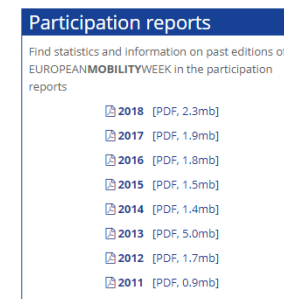 Participation reports
Find statistics and information on past editions of
EUROPEANMOBILITYWEEK in the participation
reports
2018 [PDF, 2.3mb]
2017 [PDF, 1.9mb]
2016 [PDF, 1.8mb]
2015 [PDF, 1.5mb]
2014 [PDF, 1.4mb]
2013 [PDF, 5.0mb]
2012 [PDF, 1.7mb]
2011 [PDF, 0.9mb]